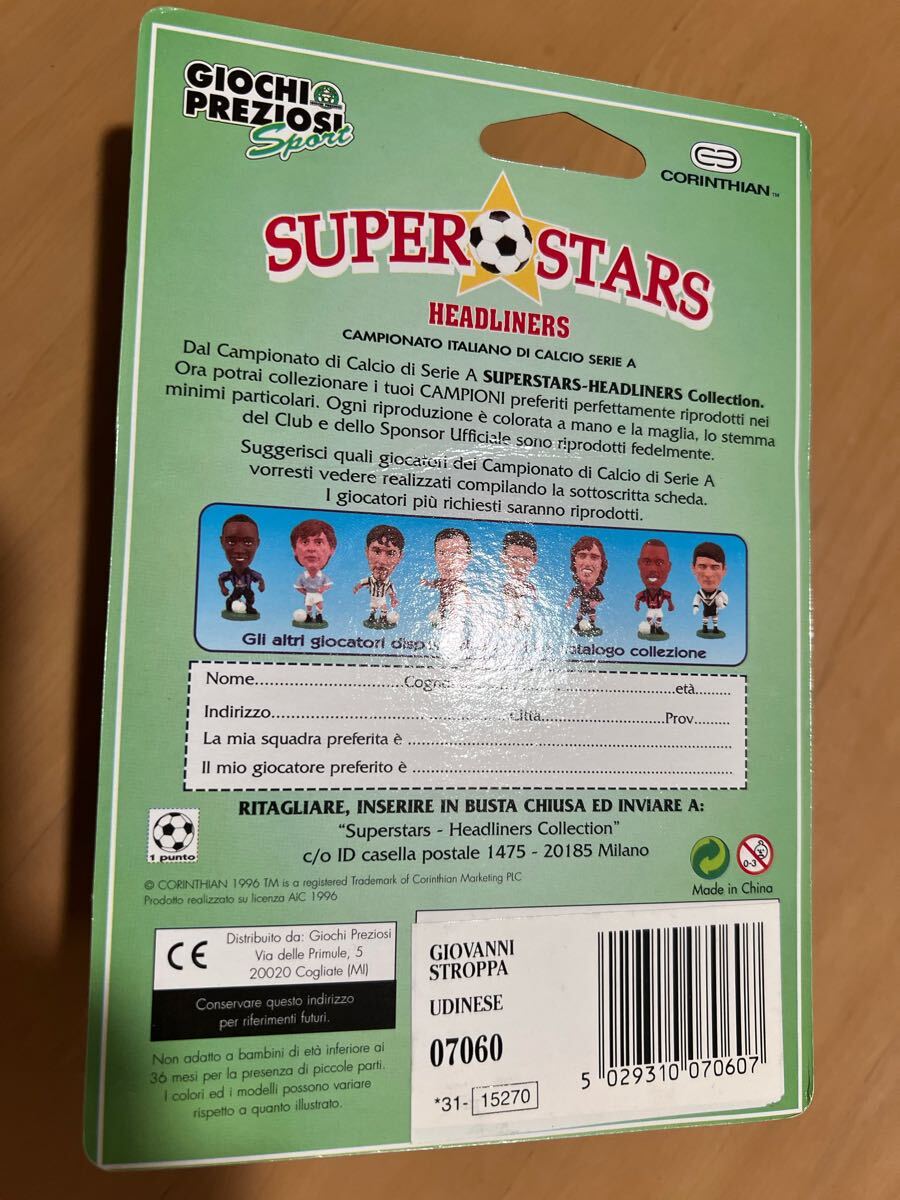 GIOCHI
PREZIOSI
Sport
CORINTHIAN™
SUPER STARS
HEADLINERS
CAMPIONATO ITALIANO DI CALCIO SERIE A
Dal Campionato di Calcio di Serie A SUPERSTARS-HEADLINERS Collection.
Ora potrai collezionare i tuoi CAMPIONI preferiti perfettamente riprodotti nei
minimi particolari. Ogni riproduzione è colorata a mano e la maglia, lo stemma
del Club e dello Sponsor Ufficiale sono riprodotti fedelmente.
Suggerisci quali giocatori del Campionato di Calcio di Serie A
vorresti vedere realizzati compilando la sottoscritta scheda.
I giocatori più richiesti saranno riprodotti.
Gli altri giocatori collezione
Nome.................... età.........
Indirizzo.................... Città.................... Prov.........
La mia squadra preferita è ....................
Il mio giocatore preferito è ....................
RITAGLIARE, INSERIRE IN BUSTA CHIUSA ED INVIARE A:
"Superstars - Headliners Collection"
c/o ID casella postale 1475 - 20185 Milano
1 punto
0-3
Made in China
© CORINTHIAN 1996 TM is a registered Trademark of Corinthian Marketing PLC
Prodotto realizzato su licenza AiC 1996
CE
Distribuito da: Giochi Preziosi
Via delle Primule, 5
20020 Cogliate (MI)
Conservare questo indirizzo
per riferimenti futuri.
Non adatto a bambini di età inferiore ai
36 mesi per la presenza di piccole parti.
I colori ed i modelli possono variare
rispetto a quanto illustrato.
GIOVANNI
STROPPA
UDINESE
07060
*31- 15270
5 029310 070607